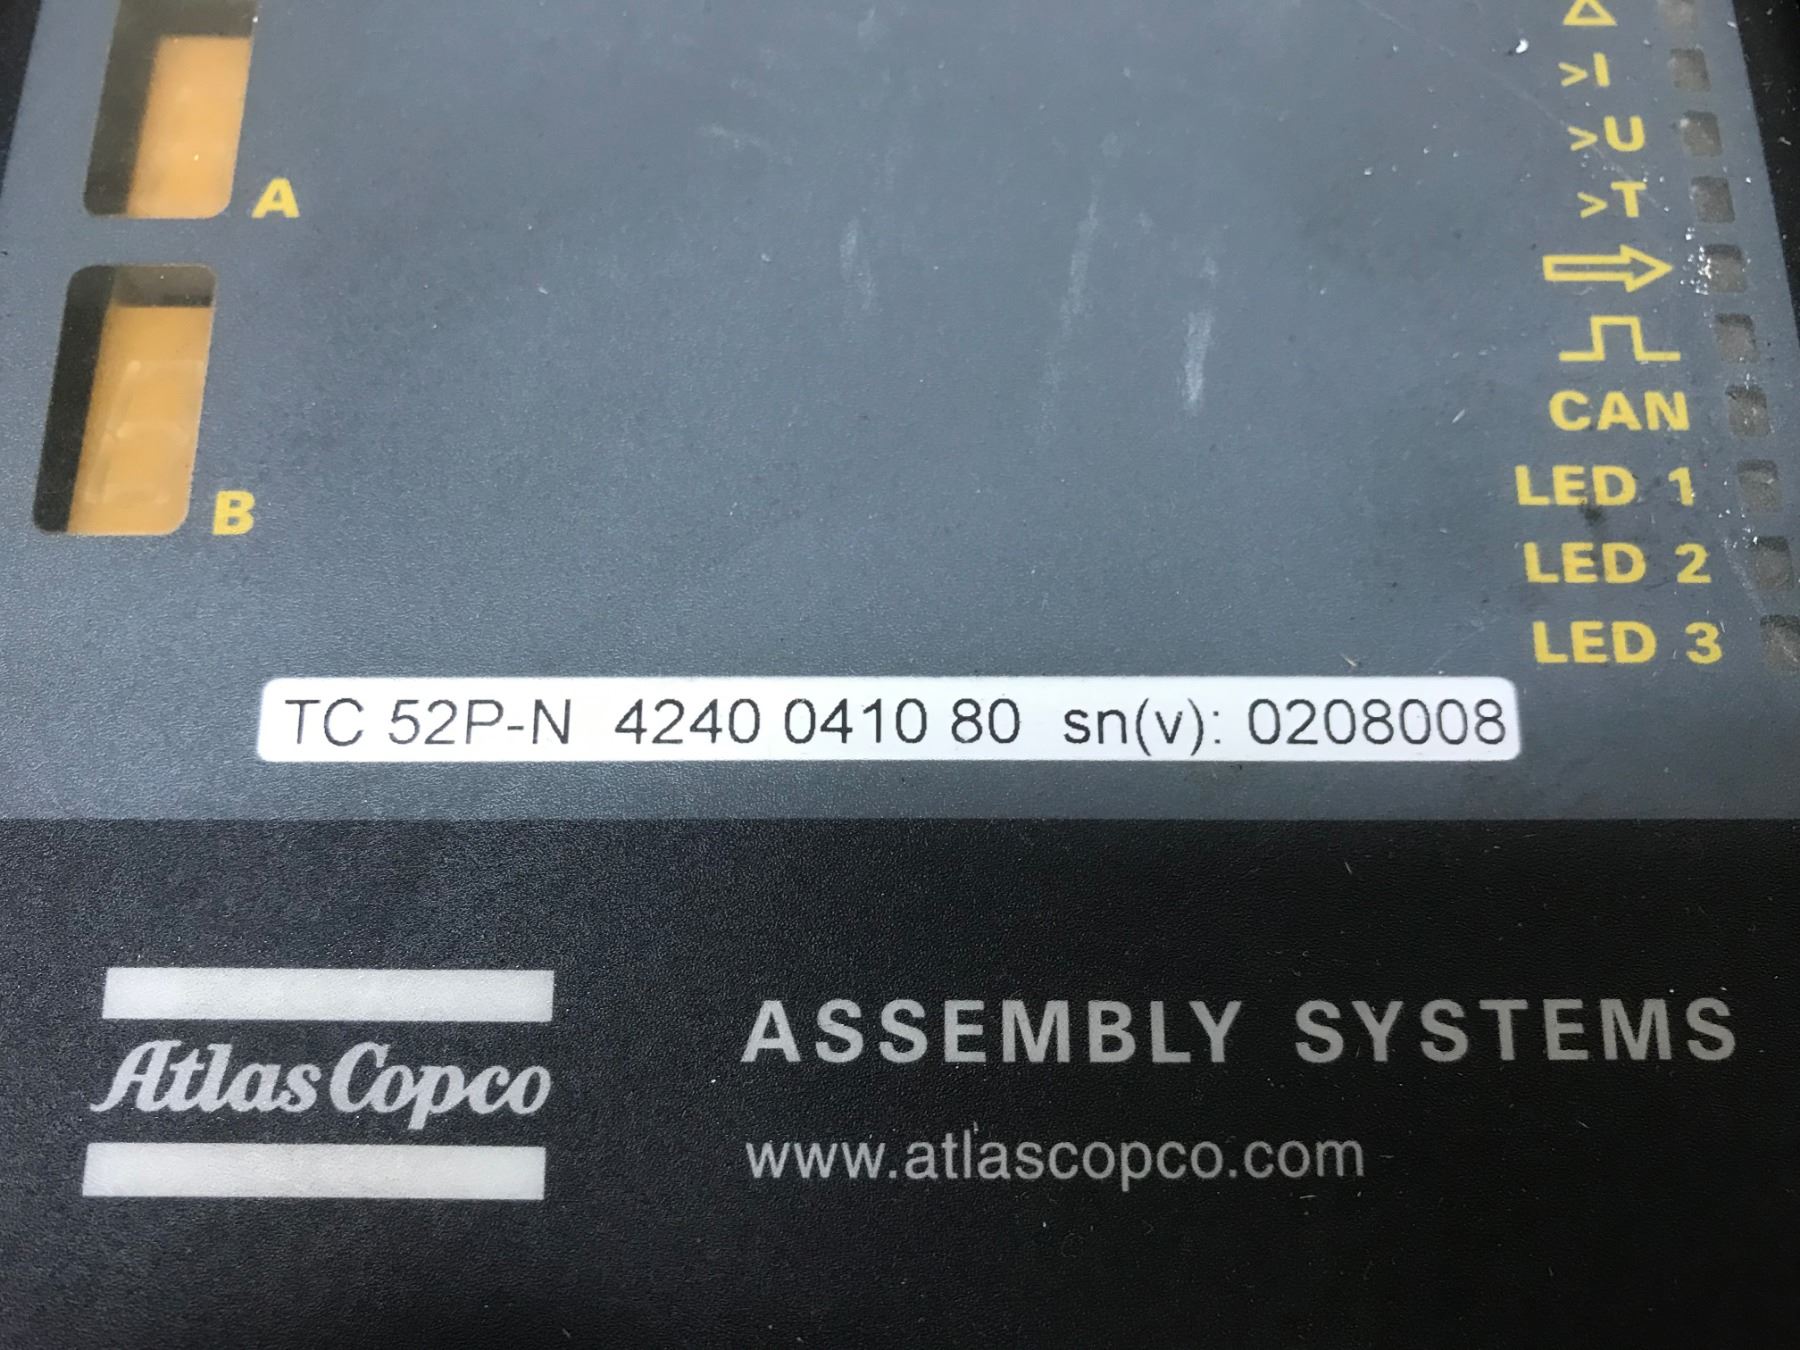 >I
>U
A
>T
CAN
LED 1
B
LED 2
LED 3
TC 52P-N 4240 0410 80 sn(v): 0208008
ASSEMBLY SYSTEMS
Atlas Copco
www.atlascopco.com